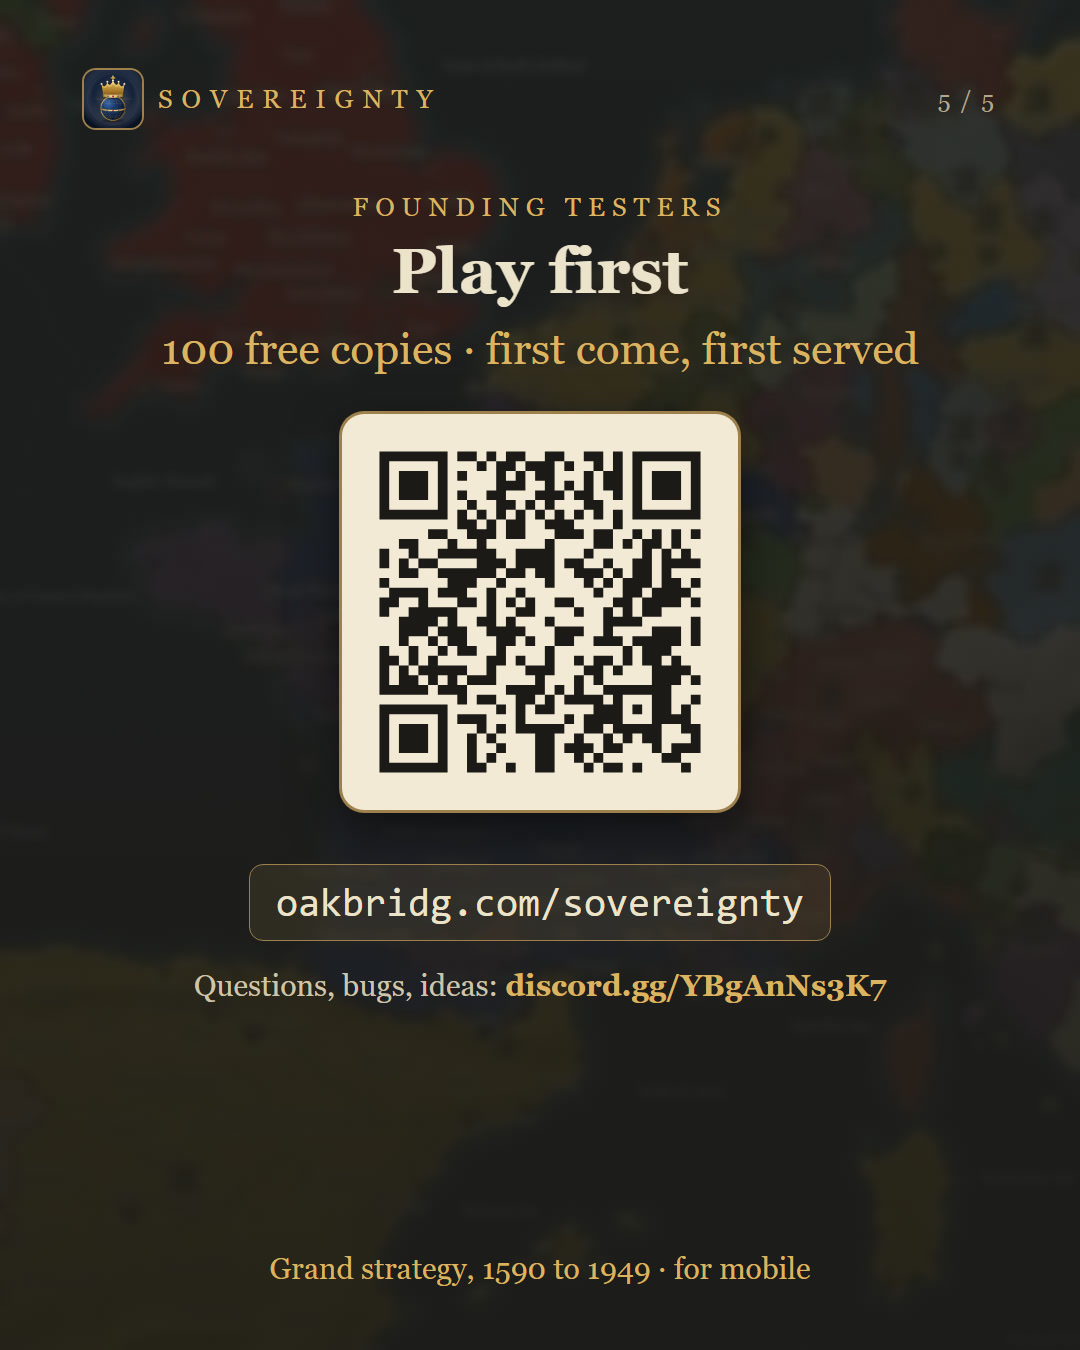 SOVEREIGNTY
5 / 5
FOUNDING TESTERS
Play first
100 free copies · first come, first served
oakbridg.com/sovereignty
Questions, bugs, ideas: discord.gg/YBgAnNs3K7
Grand strategy, 1590 to 1949 · for mobile